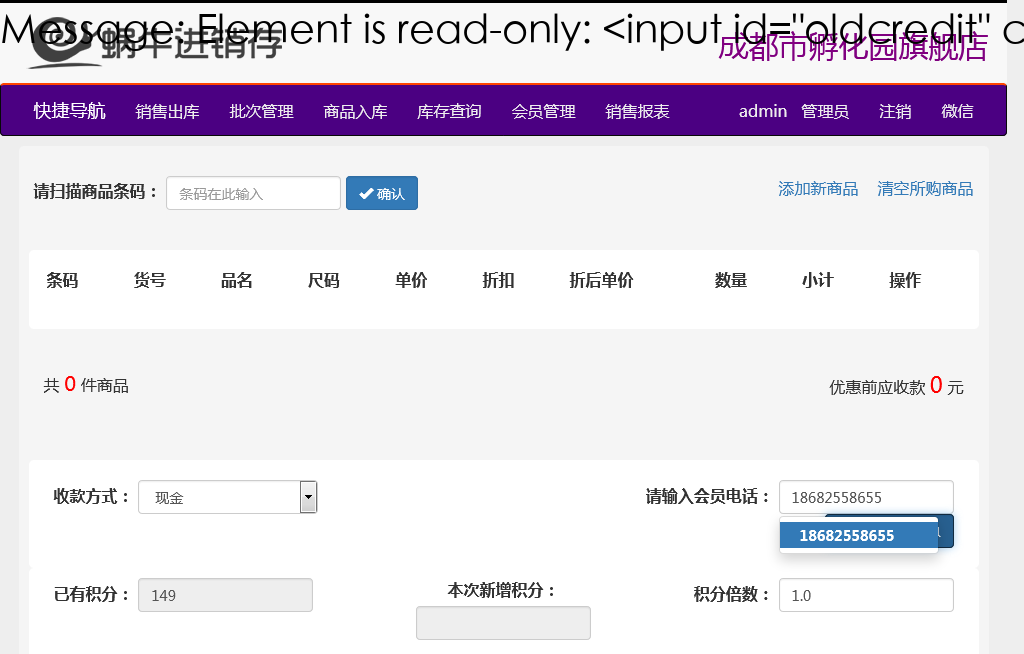 Message: Element is read-only: <input id="oldcredit" c
蜗牛进销存
成都市孵化园旗舰店
快捷导航 销售出库 批次管理 商品入库 库存查询 会员管理 销售报表 admin 管理员 注销 微信
请扫描商品条码： 条码在此输入 确认 添加新商品 清空所购商品
条码 货号 品名 尺码 单价 折扣 折后单价 数量 小计 操作
共 0 件商品 优惠前应收款 0 元
收款方式： 现金 请输入会员电话： 18682558655
18682558655
已有积分： 149 本次新增积分： 积分倍数： 1.0